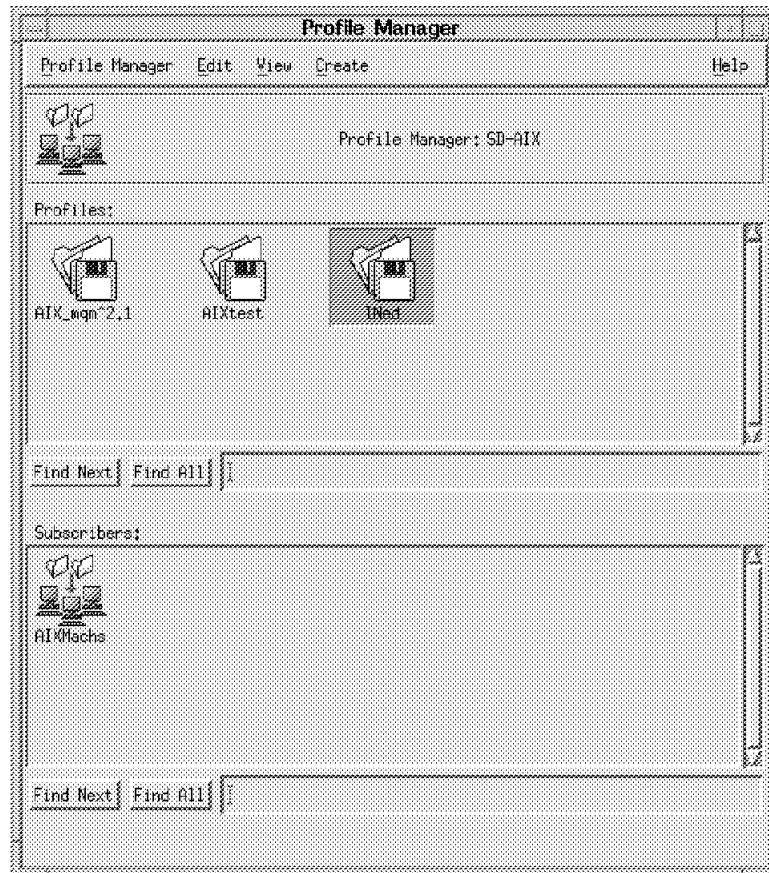 Profile Manager
Profile Manager Edit View Create Help
Profile Manager: SD-AIX
Profiles:
AIX_mqm^2.1 AIXtest INed
Find Next Find All
Subscribers:
AIXMachs
Find Next Find All